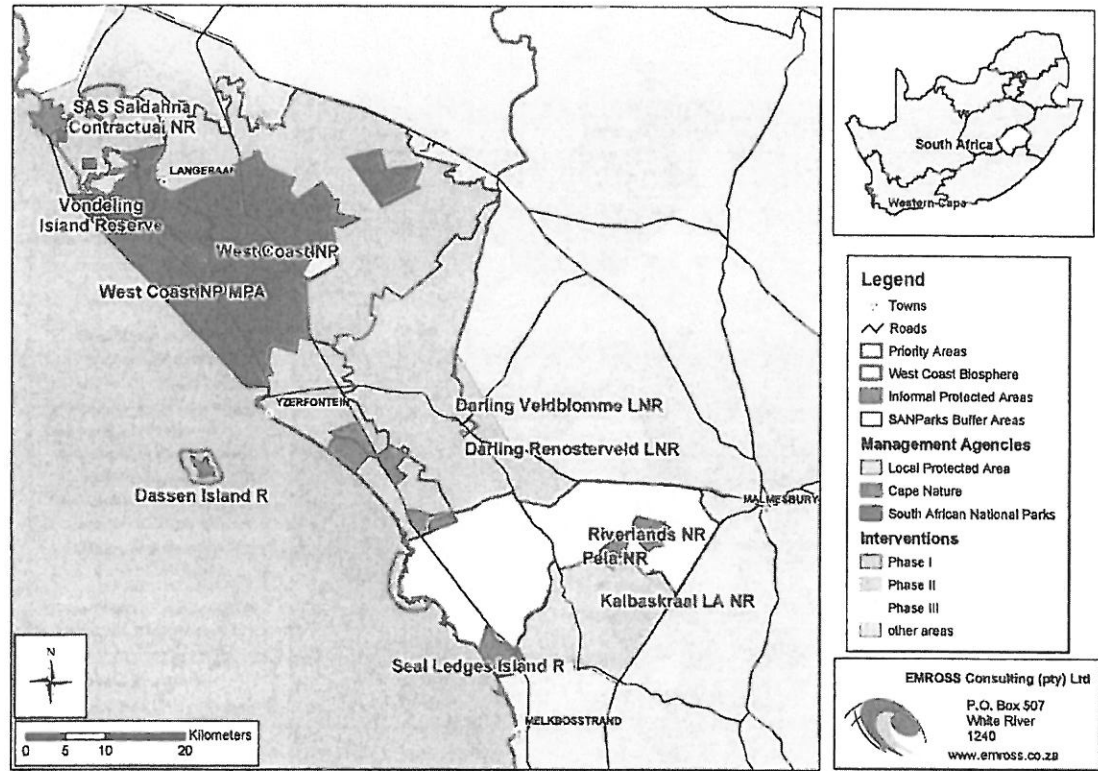 SAS Saldahna
Contractual NR
LANGEBAAN
Vondeling
Island Reserve
West Coast NP
West Coast NP MPA
YZERFONTEIN
Darling Veldblomme LNR
Darling Renosterveld LNR
Dassen Island R
MALMESBURY
Riverlands NR
Pela NR
Kalbaskraal LA NR
Seal Ledges Island R
MELKBOSSTRAND
N
Kilometers
0 5 10 20
South Africa
Western Cape
Legend
Towns
Roads
Priority Areas
West Coast Biosphere
Informal Protected Areas
SANParks Buffer Areas
Management Agencies
Local Protected Area
Cape Nature
South African National Parks
Interventions
Phase I
Phase II
Phase III
other areas
EMROSS Consulting (pty) Ltd
P.O. Box 507
White River
1240
www.emross.co.za